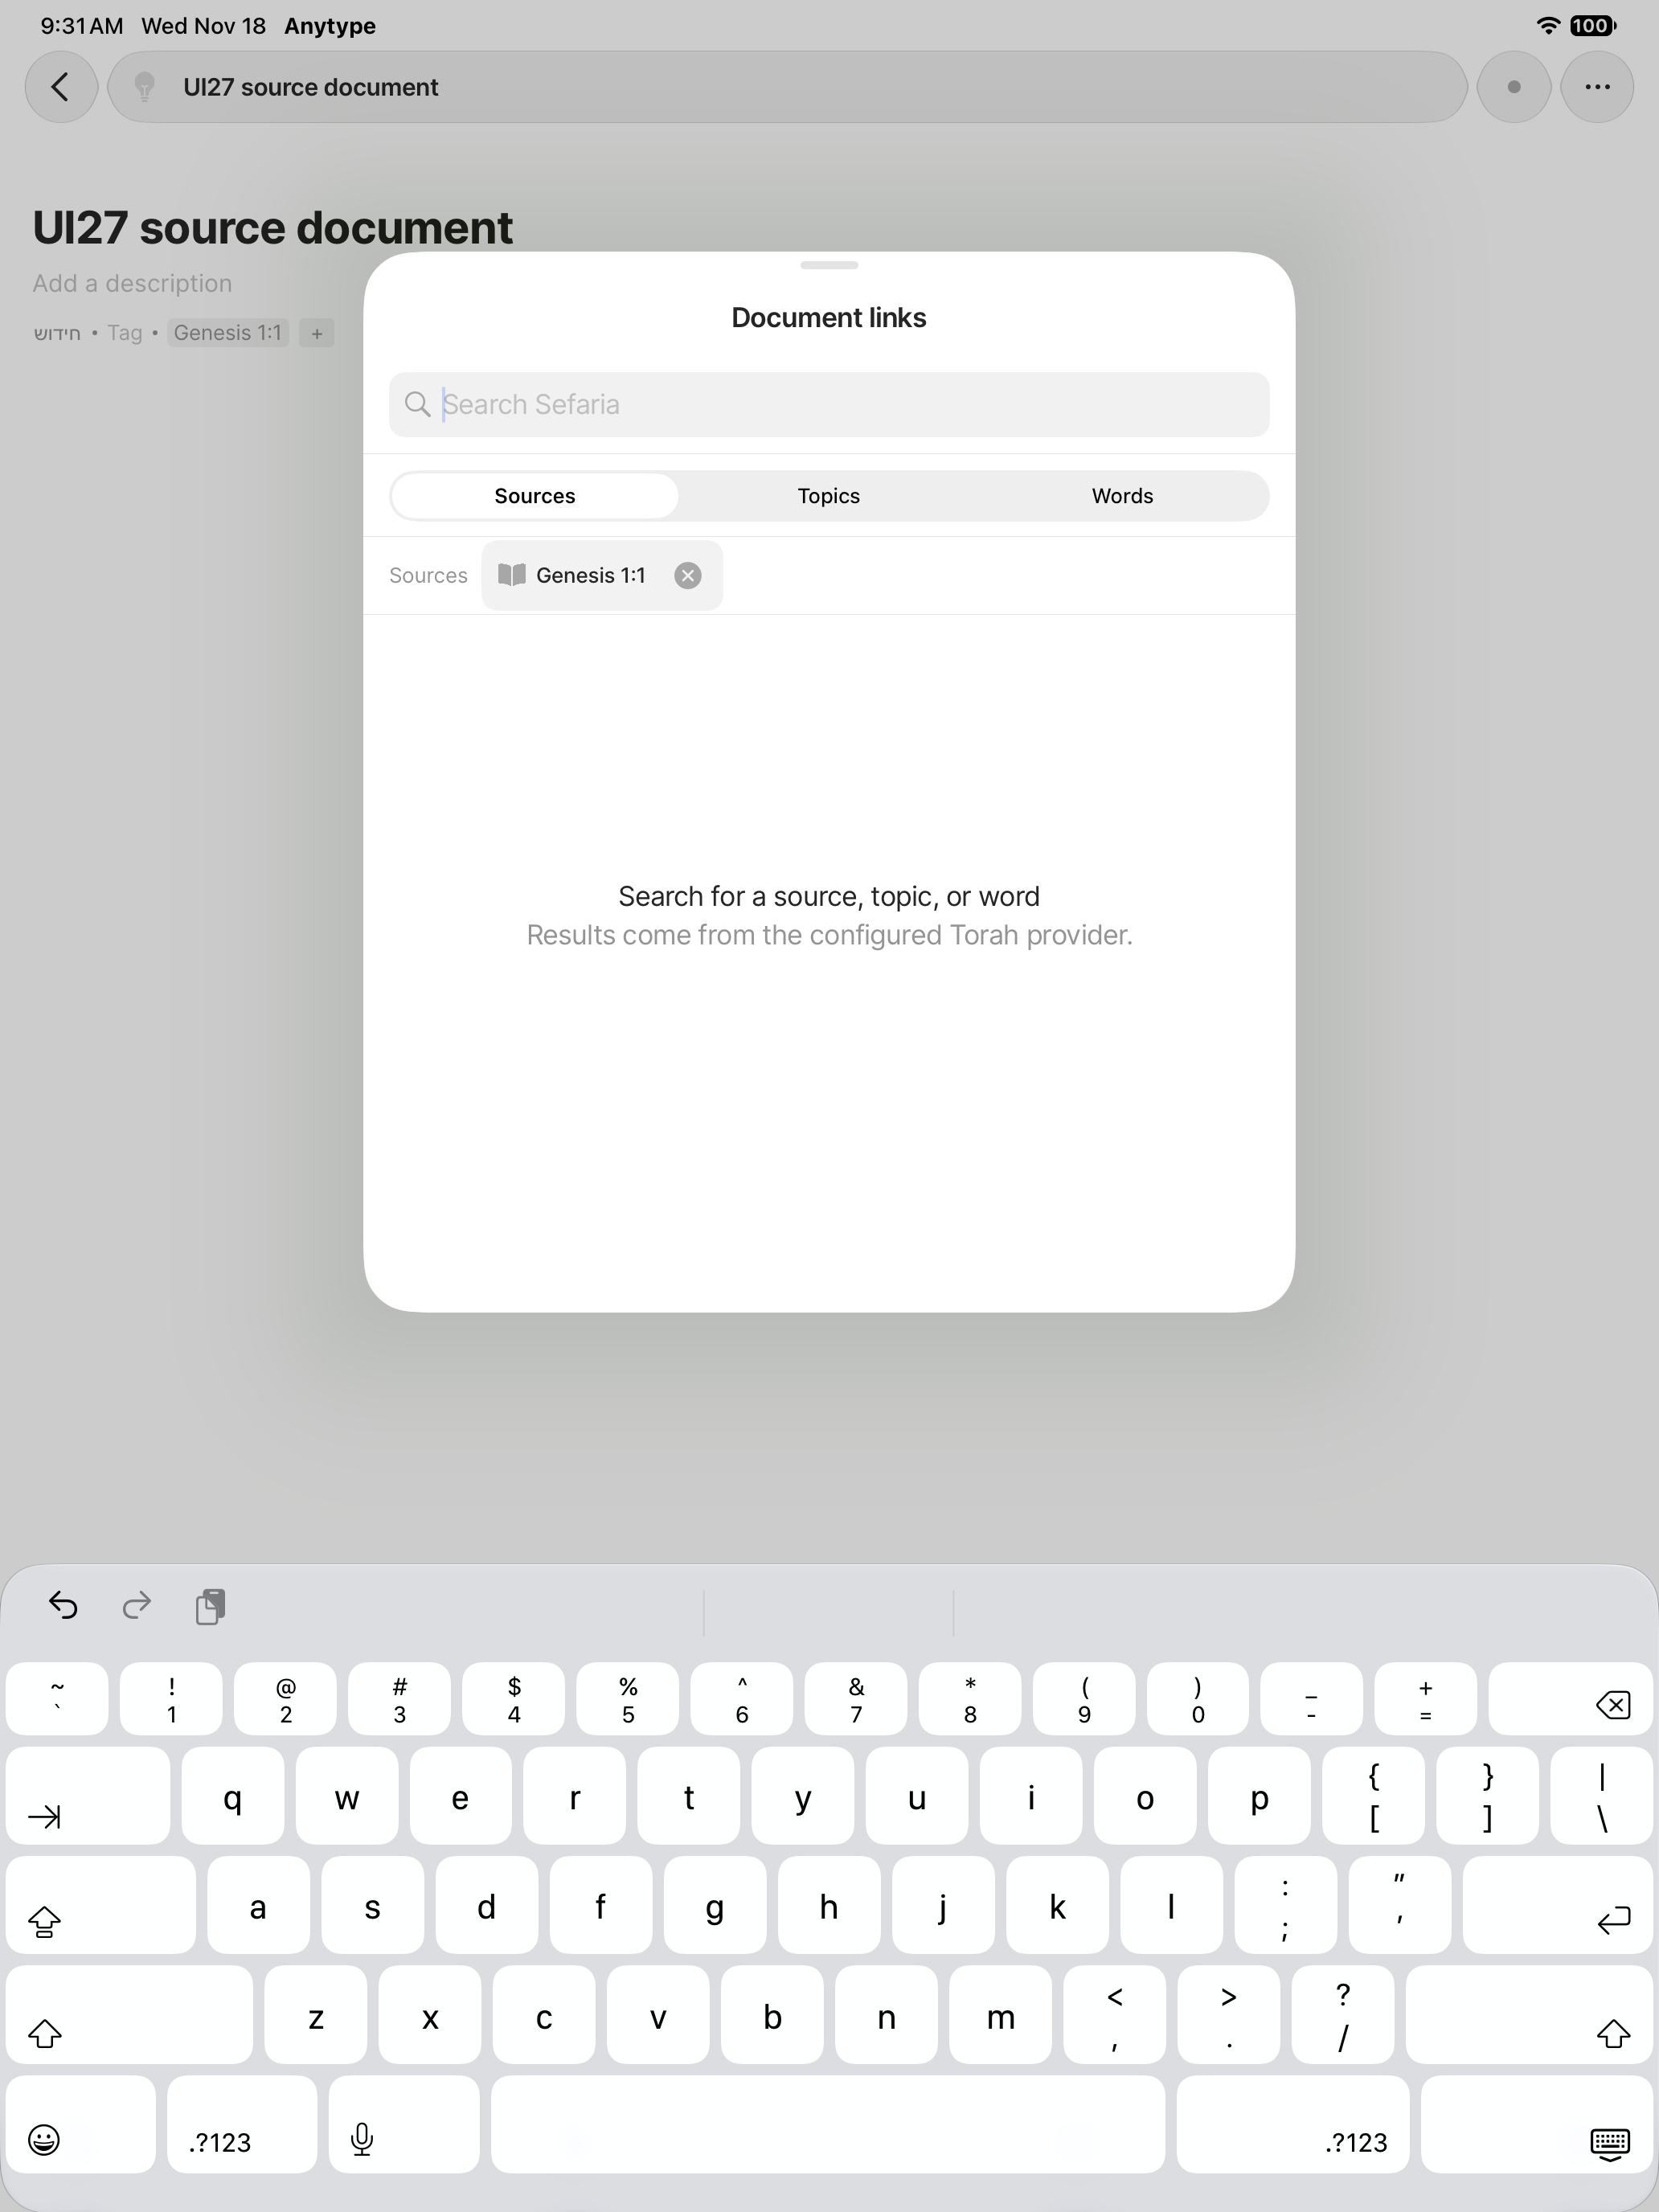 9:31 AM Wed Nov 18 Anytype 100
UI27 source document
UI27 source document
Add a description
חידוש • Tag • Genesis 1:1 +
Document links
Search Sefaria
Sources Topics Words
Sources Genesis 1:1
Search for a source, topic, or word
Results come from the configured Torah provider.
~ ! @ # $ % ^ & * ( ) _ +
` 1 2 3 4 5 6 7 8 9 0 - =
q w e r t y u i o p { } |
[ ] \
a s d f g h j k l : "
; '
z x c v b n m < > ?
, . /
.?123 .?123